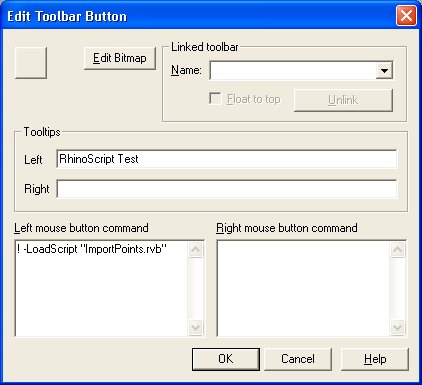 Edit Toolbar Button
Edit Bitmap
Linked toolbar
Name:
Float to top
Unlink
Tooltips
Left
RhinoScript Test
Right
Left mouse button command
Right mouse button command
! -LoadScript "ImportPoints.rvb"
OK
Cancel
Help